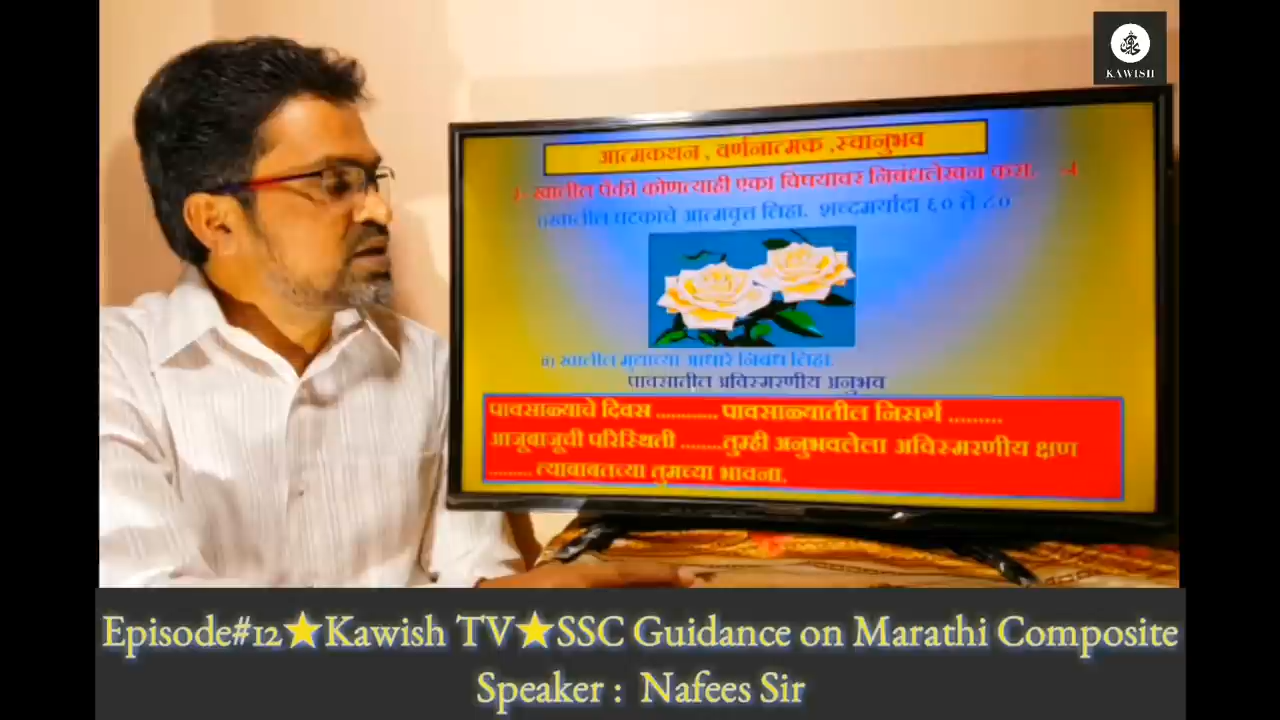 KAWISH
आत्मकथन , वर्णनात्मक ,स्वानुभव
खालील पैकी कोणत्याही एका विषयावर निबंधलेखन करा. -4
खालील घटकाचे आत्मवृत्त लिहा. शब्दमर्यादा ६० ते ८०
खालील मुद्याच्या आधारे निबंध लिहा.
पावसातील अविस्मरणीय अनुभव
पावसाळ्याचे दिवस ............ पावसाळ्यातील निसर्ग .........
आजूबाजूची परिस्थिती ........तुम्ही अनुभवलेला अविस्मरणीय क्षण
........ त्याबाबतच्या तुमच्या भावना.
Episode#12★Kawish TV★SSC Guidance on Marathi Composite
Speaker : Nafees Sir